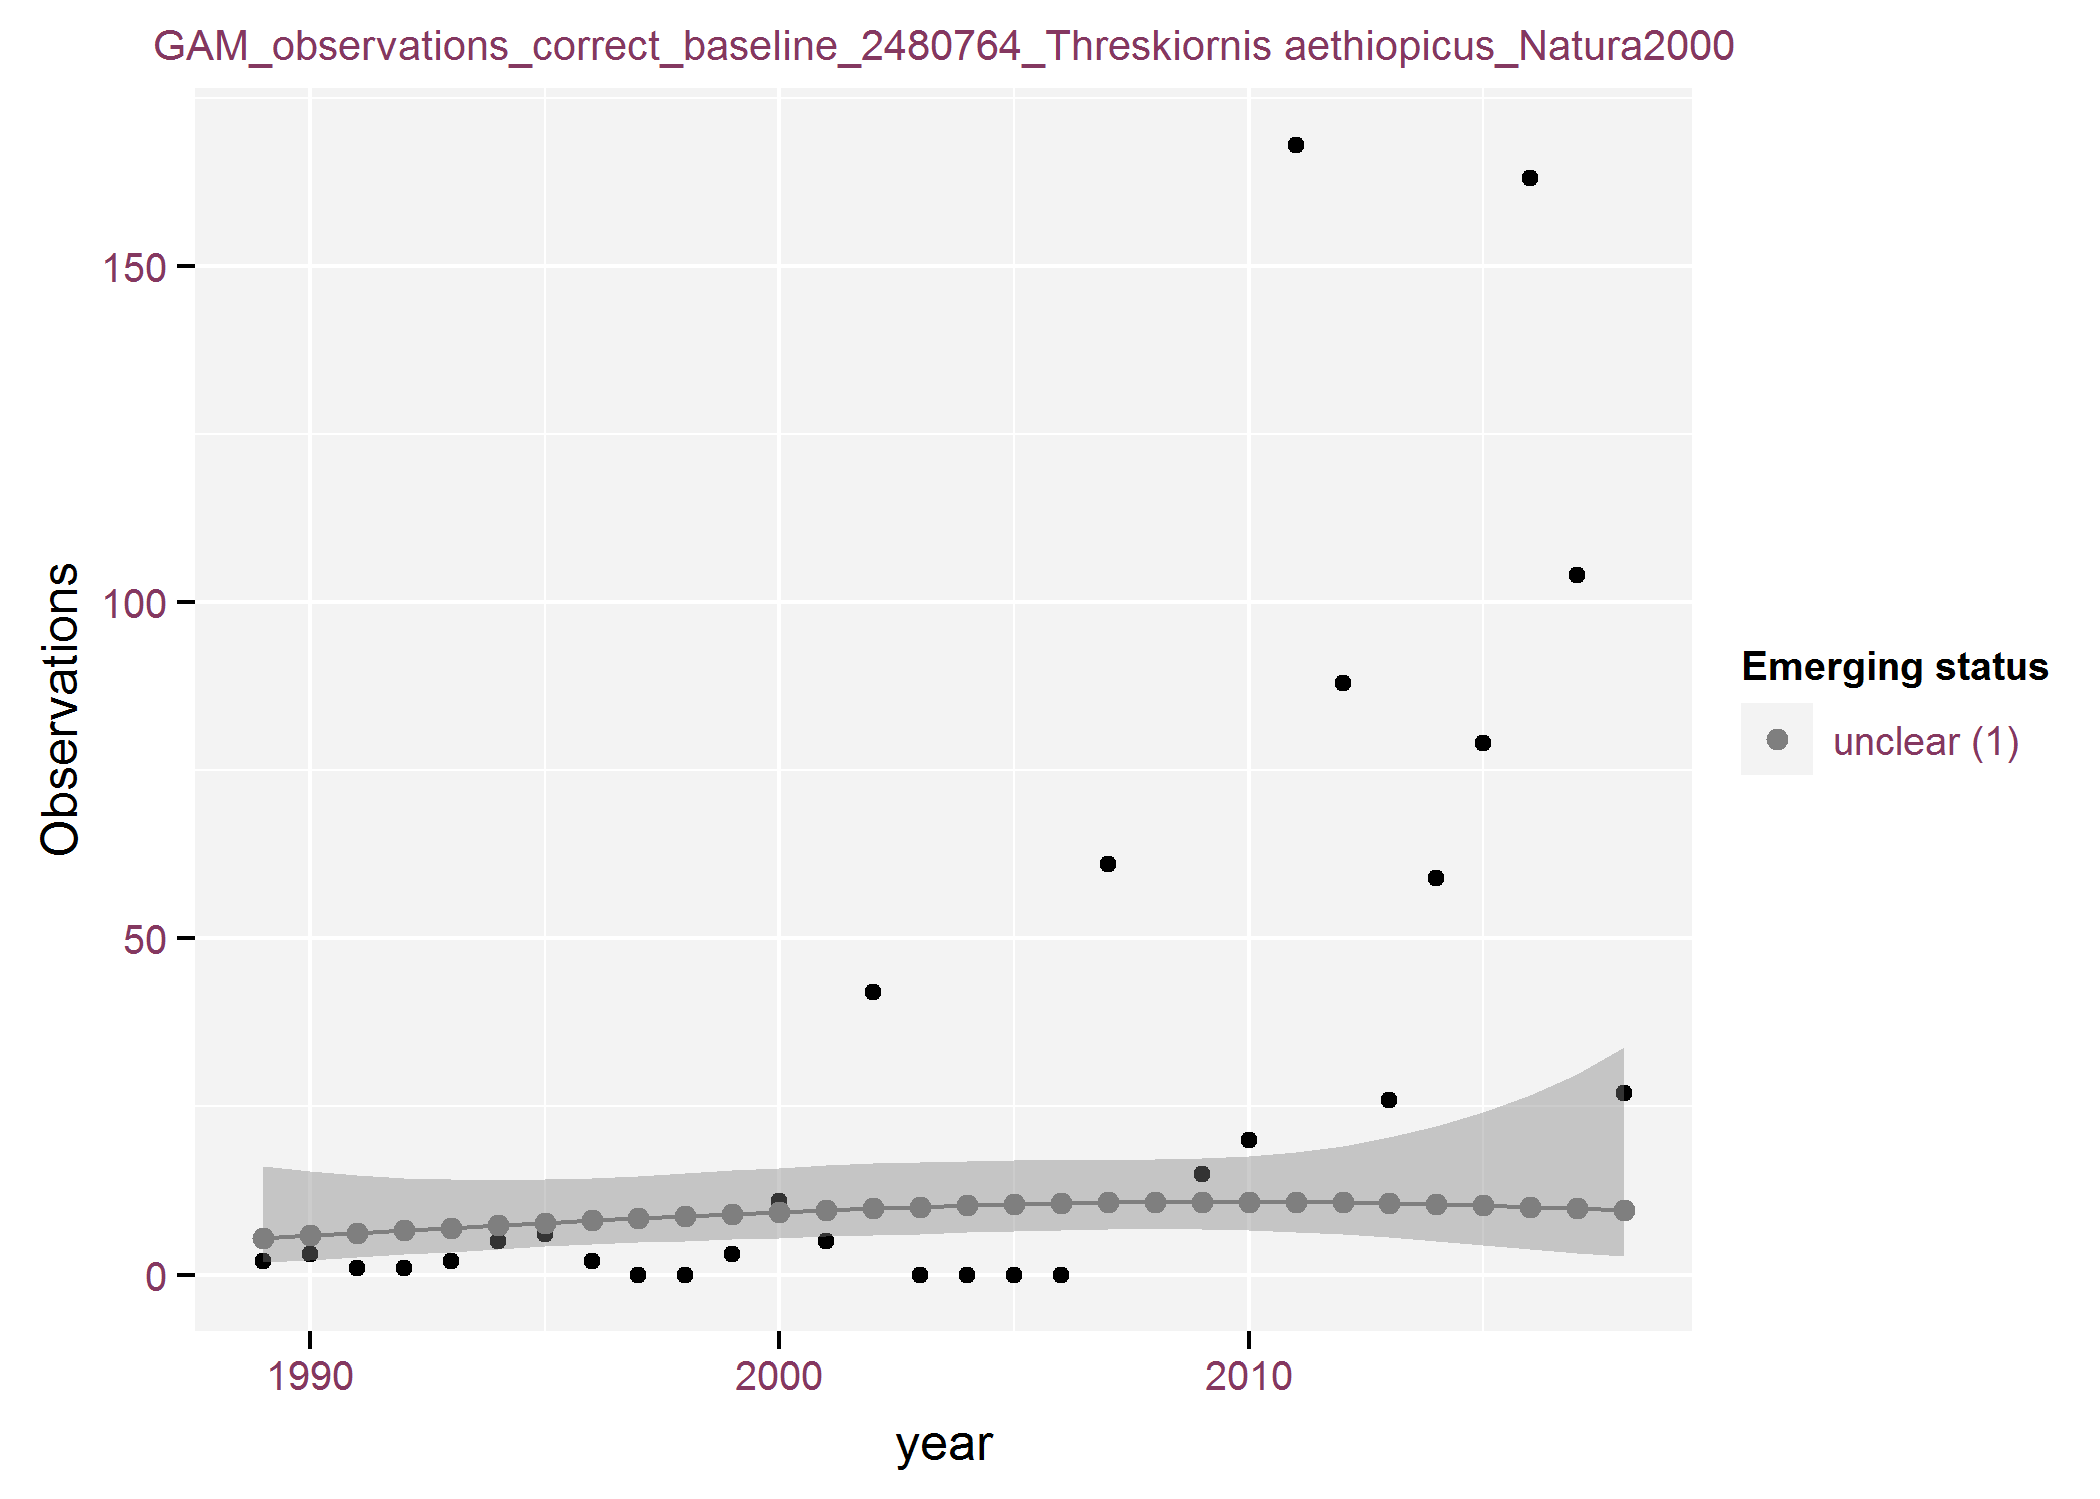 GAM_observations_correct_baseline_2480764_Threskiornis aethiopicus_Natura2000
150
100
50
0
Observations
1990
2000
2010
year
Emerging status
unclear (1)